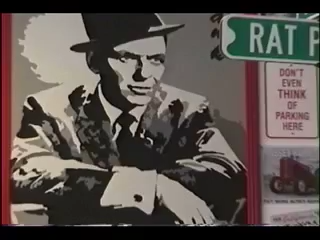 RAT P
DON'T
EVEN
THINK
OF
PARKING
HERE